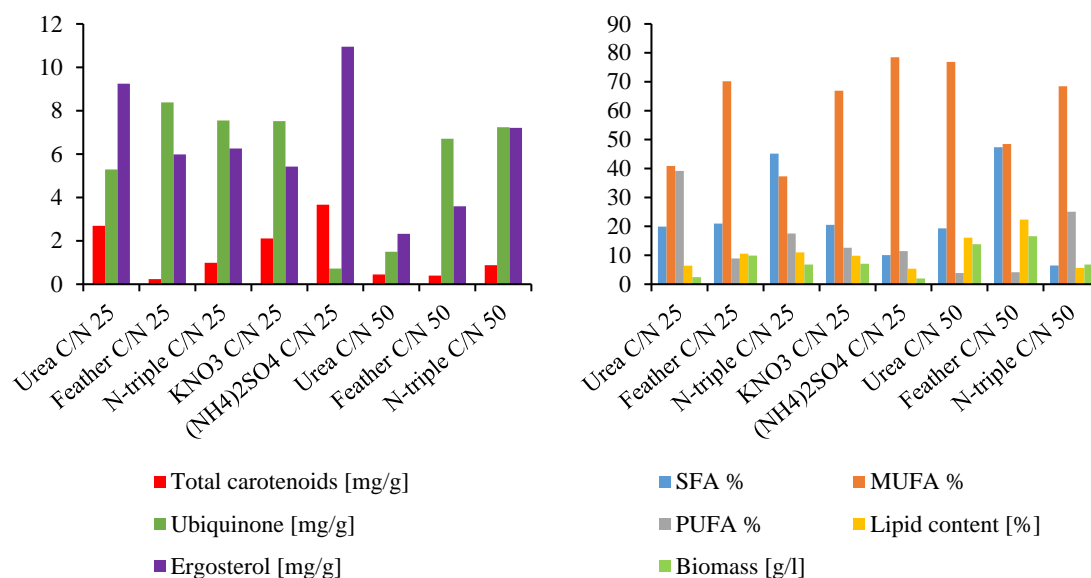 12
10
8
6
4
2
0
Urea C/N 25
Feather C/N 25
N-triple C/N 25
KNO3 C/N 25
(NH4)2SO4 C/N 25
Urea C/N 50
Feather C/N 50
N-triple C/N 50
Total carotenoids [mg/g]
Ubiquinone [mg/g]
Ergosterol [mg/g]
90
80
70
60
50
40
30
20
10
0
Urea C/N 25
Feather C/N 25
N-triple C/N 25
KNO3 C/N 25
(NH4)2SO4 C/N 25
Urea C/N 50
Feather C/N 50
N-triple C/N 50
SFA %
MUFA %
PUFA %
Lipid content [%]
Biomass [g/l]